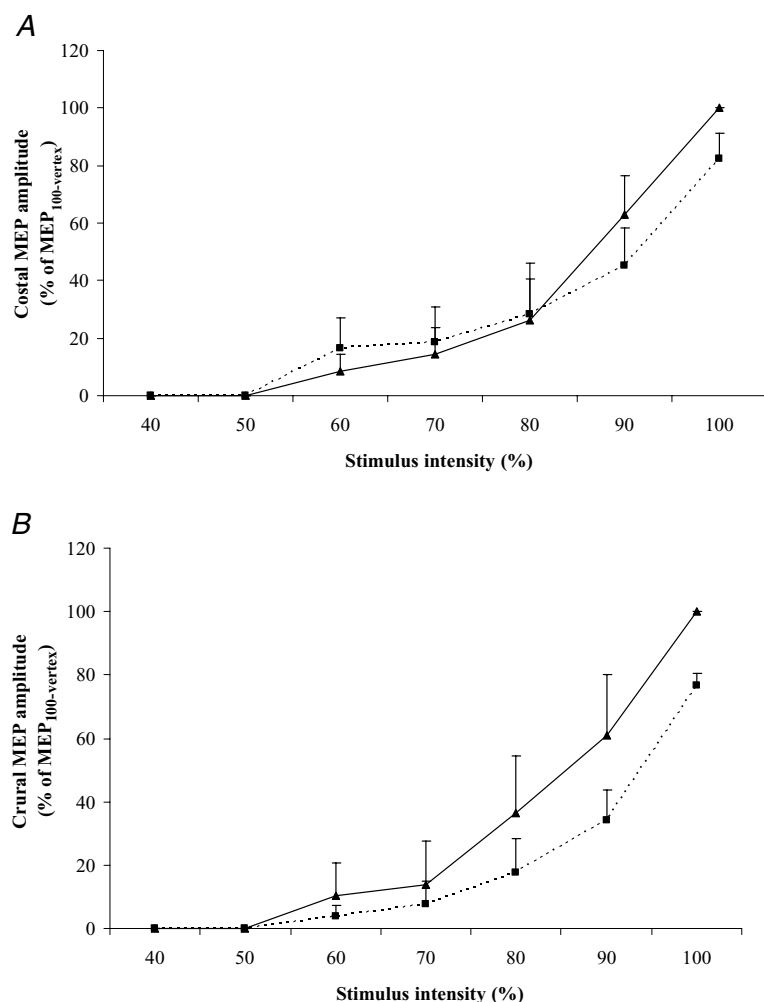 A
120
100
80
60
40
20
0
Costal MEP amplitude
(% of MEP100-vertex)
40 50 60 70 80 90 100
Stimulus intensity (%)
B
120
100
80
60
40
20
0
Crural MEP amplitude
(% of MEP100-vertex)
40 50 60 70 80 90 100
Stimulus intensity (%)